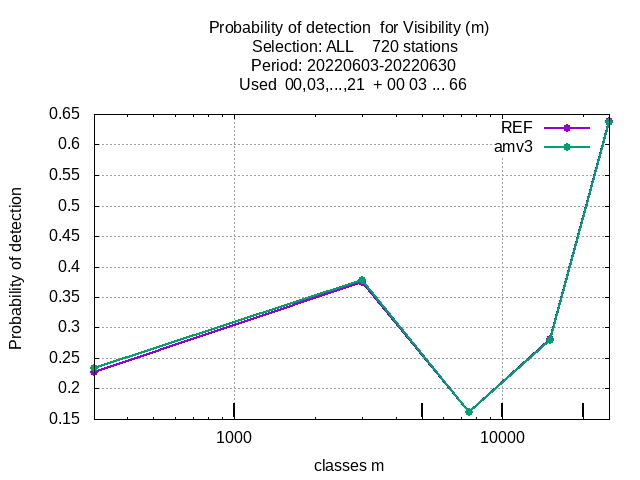 Probability of detection  for Visibility (m)
Selection: ALL    720 stations
Period: 20220603-20220630
Used  00,03,...,21  + 00 03 ... 66
REF
amv3
0.65
0.6
0.55
0.5
0.45
0.4
0.35
0.3
0.25
0.2
0.15
Probability of detection
1000
10000
classes m